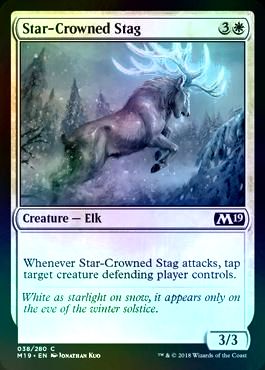 Star-Crowned Stag 3
Creature — Elk M19
Whenever Star-Crowned Stag attacks, tap
target creature defending player controls.
White as starlight on snow, it appears only on
the eve of the winter solstice.
3/3
038/280 C
M19 • EN Jonathan Kuo
™ & © 2018 Wizards of the Coast